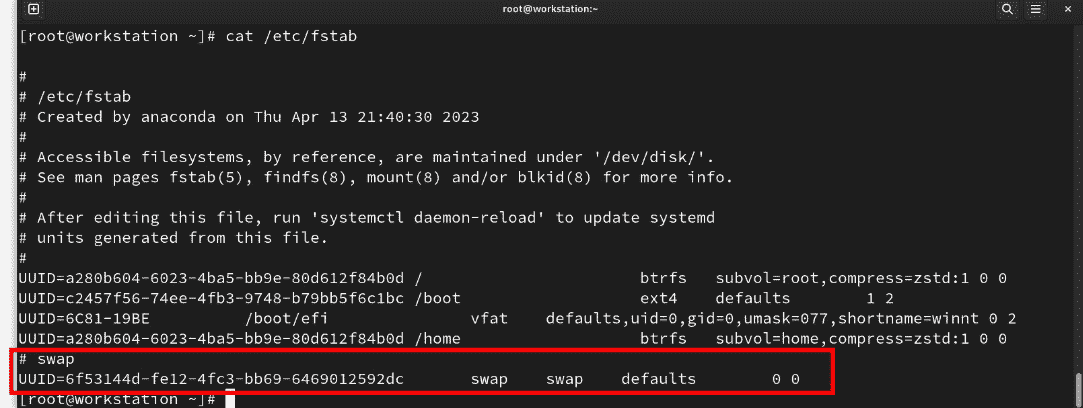 root@workstation:~
[root@workstation ~]# cat /etc/fstab
#
# /etc/fstab
# Created by anaconda on Thu Apr 13 21:40:30 2023
#
# Accessible filesystems, by reference, are maintained under '/dev/disk/'.
# See man pages fstab(5), findfs(8), mount(8) and/or blkid(8) for more info.
#
# After editing this file, run 'systemctl daemon-reload' to update systemd
# units generated from this file.
#
UUID=a280b604-6023-4ba5-bb9e-80d612f84b0d / btrfs subvol=root,compress=zstd:1 0 0
UUID=c2457f56-74ee-4fb3-9748-b79bb5f6c1bc /boot ext4 defaults 1 2
UUID=6C81-19BE /boot/efi vfat defaults,uid=0,gid=0,umask=077,shortname=winnt 0 2
UUID=a280b604-6023-4ba5-bb9e-80d612f84b0d /home btrfs subvol=home,compress=zstd:1 0 0
# swap
UUID=6f53144d-fe12-4fc3-bb69-6469012592dc swap swap defaults 0 0
[root@workstation ~]#